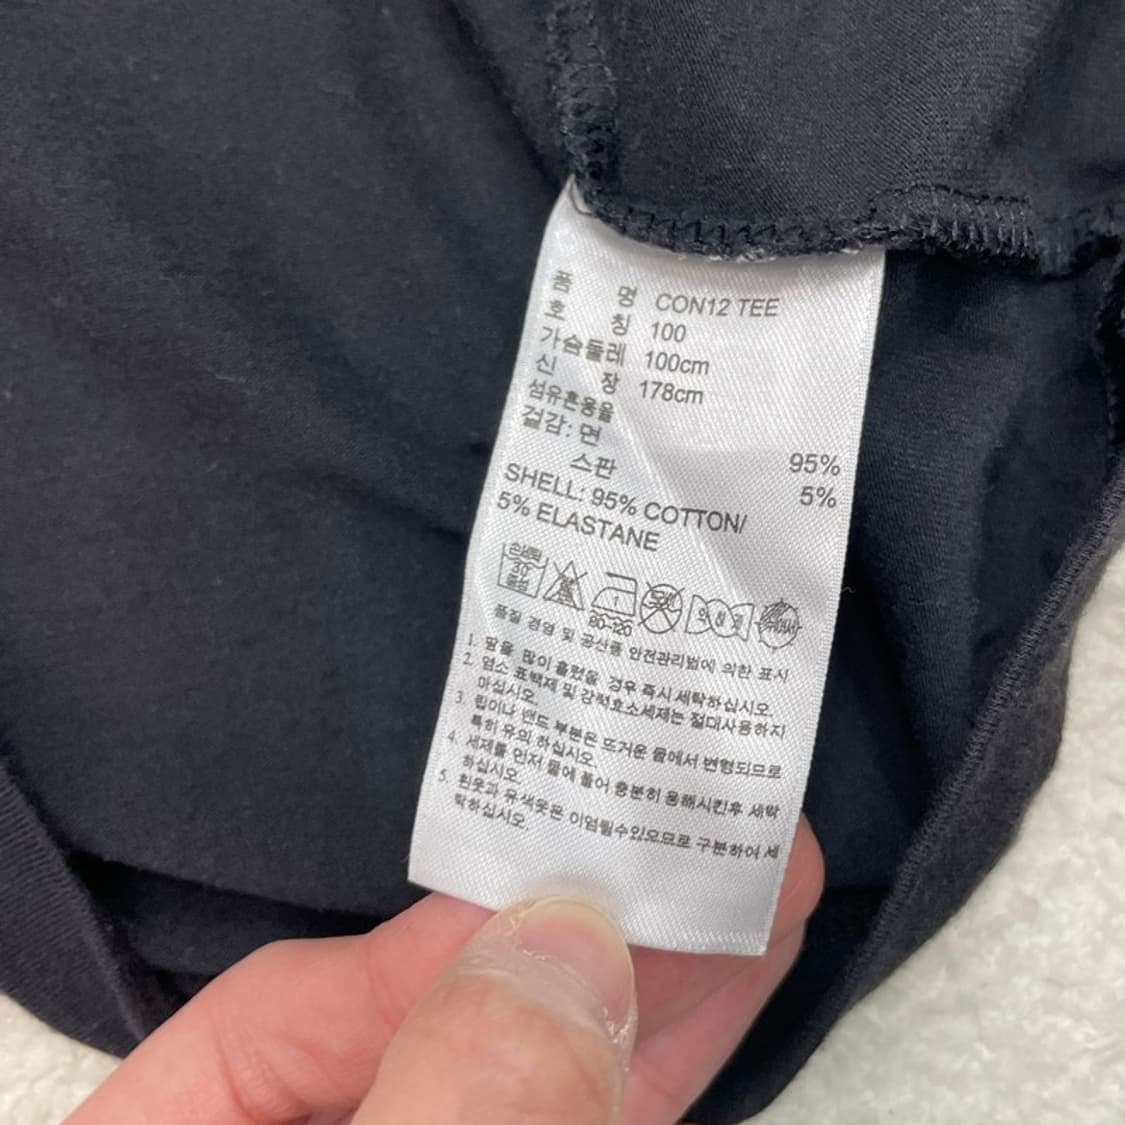 품 명 CON12 TEE
호 칭 100
가슴둘레 100cm
신 장 178cm
섬유혼용율
겉감: 면 95%
스판 5%
SHELL: 95% COTTON/
5% ELASTANE
손세탁
30
중성
80~120
품질 경영 및 공산품 안전관리법에 의한 표시
1. 땀을 많이 흘렸을 경우 즉시 세탁하십시오.
2. 염소 표백제 및 강적호소세제는 절대사용하지
마십시오.
3. 립이나 밴드 부분은 뜨거운 물에서 변형되므로
특히 유의 하십시오.
4. 세제를 먼저 물에 풀어 충분히 용해시킨후 세탁
하십시오.
5. 흰옷과 유색옷은 이염될수있으므로 구분하여 세
탁하십시오.